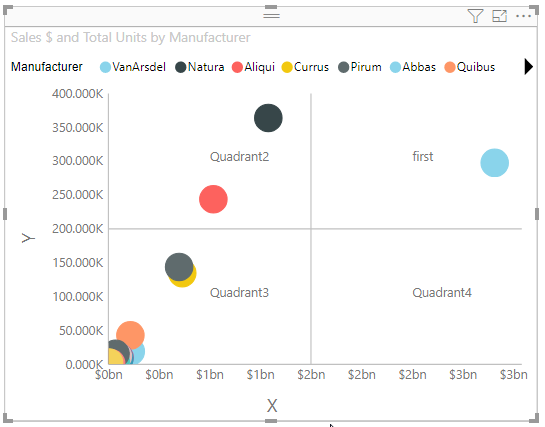 Sales $ and Total Units by Manufacturer
Manufacturer VanArsdel Natura Aliqui Currus Pirum Abbas Quibus
400.000K
350.000K
300.000K
250.000K
200.000K
150.000K
100.000K
50.000K
0.000K
Y
Quadrant2 first
Quadrant3 Quadrant4
$0bn $0bn $1bn $1bn $2bn $2bn $2bn $3bn $3bn
X